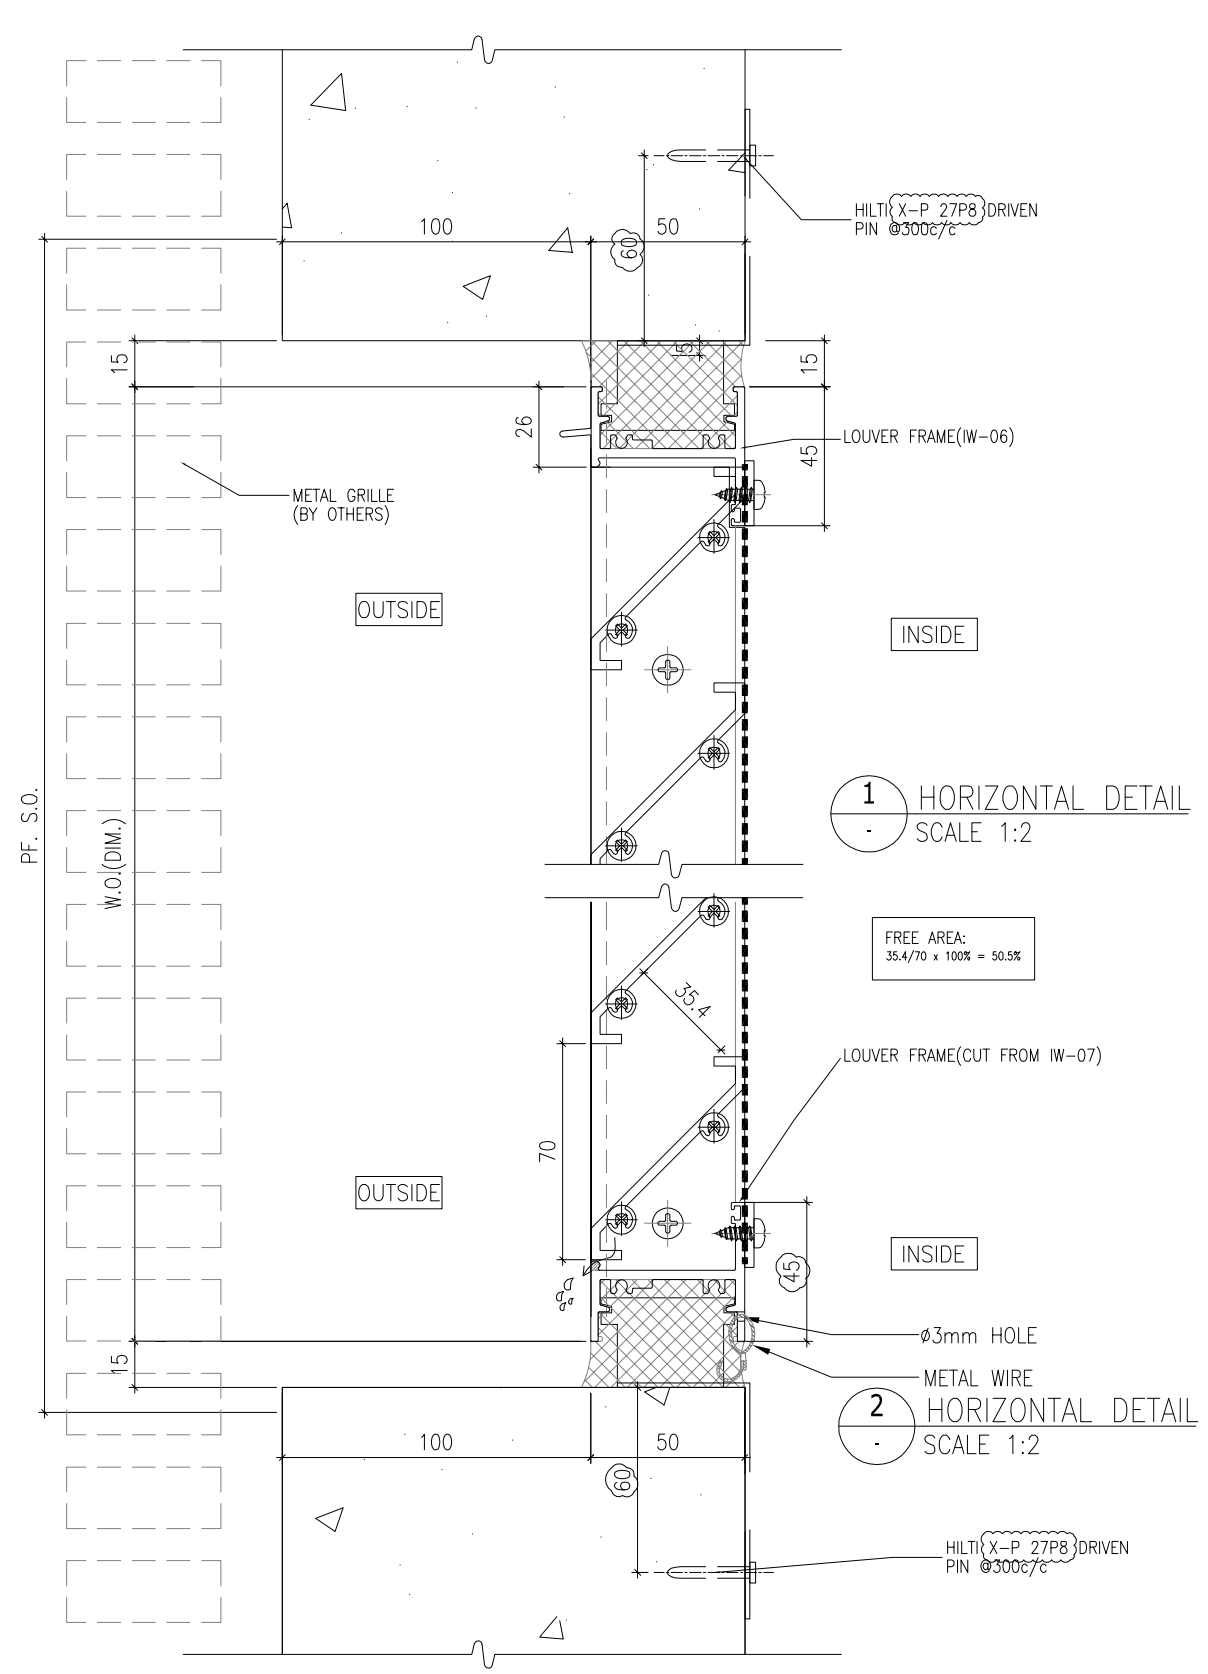 HILTI X-P 27P8 DRIVEN
PIN @300c/c
100
50
60
15
5
15
26
45
LOUVER FRAME(IW-06)
METAL GRILLE
(BY OTHERS)
OUTSIDE
INSIDE
PF. S.O.
W.O.(DIM.)
1
HORIZONTAL DETAIL
-
SCALE 1:2
FREE AREA:
35.4/70 x 100% = 50.5%
35.4
LOUVER FRAME(CUT FROM IW-07)
70
OUTSIDE
INSIDE
45
Ø3mm HOLE
15
METAL WIRE
2
HORIZONTAL DETAIL
-
SCALE 1:2
100
50
60
HILTI X-P 27P8 DRIVEN
PIN @300c/c